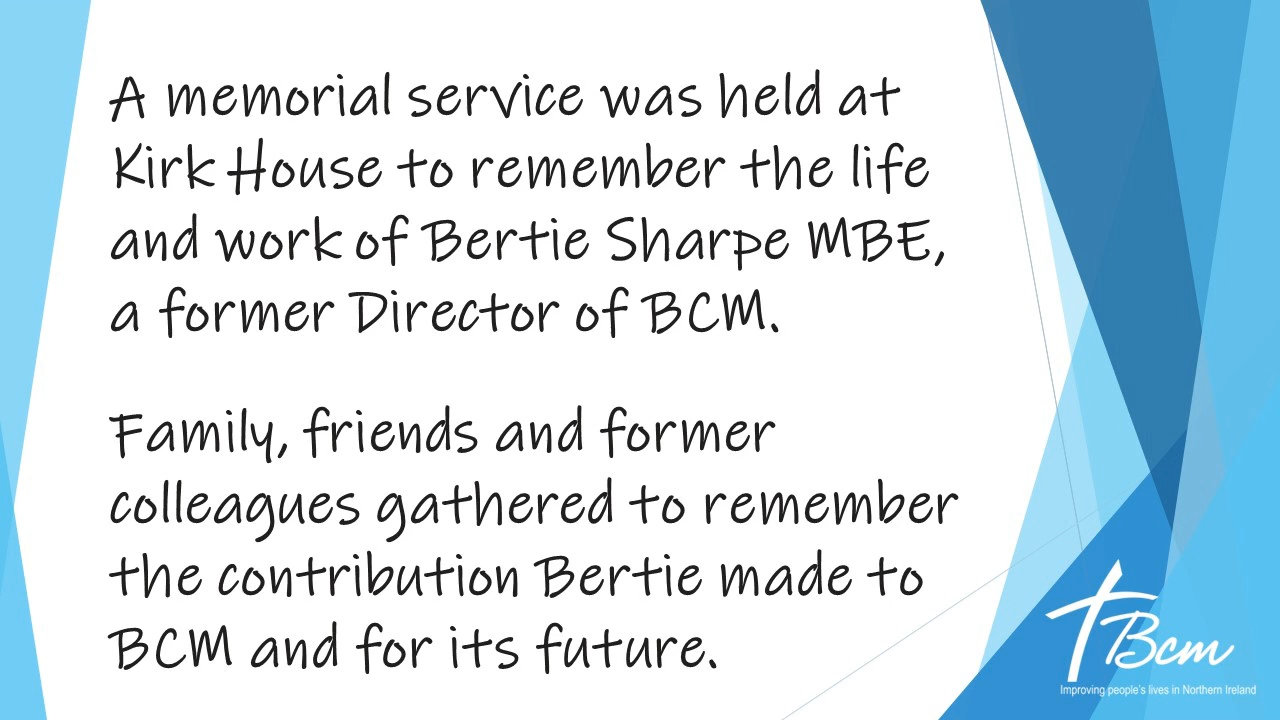 A memorial service was held at
Kirk House to remember the life
and work of Bertie Sharpe MBE,
a former Director of BCM.
Family, friends and former
colleagues gathered to remember
the contribution Bertie made to
BCM and for its future.
Bcm
Improving people's lives in Northern Ireland